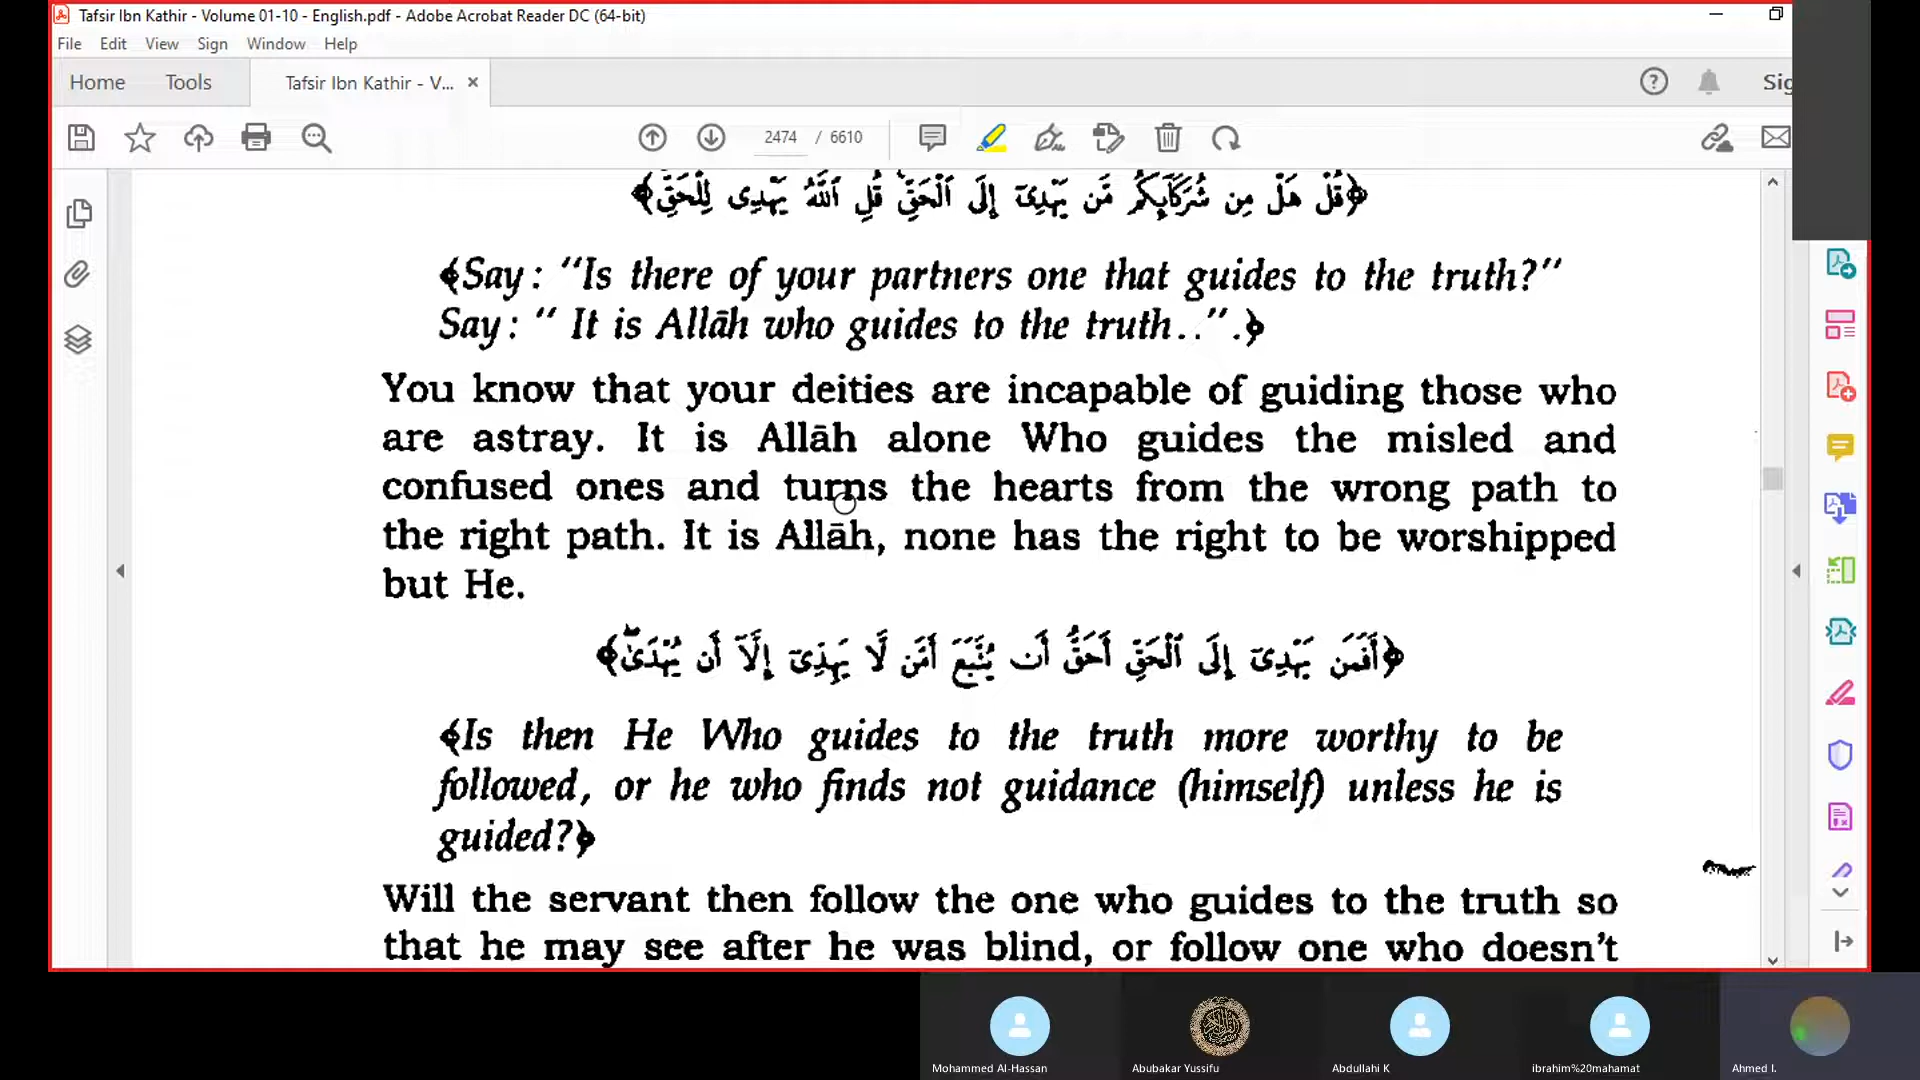 Tafsir Ibn Kathir - Volume 01-10 - English.pdf - Adobe Acrobat Reader DC (64-bit)
File Edit View Sign Window Help
Home Tools Tafsir Ibn Kathir - V... Sig
2474 / 6610
﴿قُلْ هَلْ مِن شُرَكَآئِكُم مَّن يَهْدِىٓ إِلَى ٱلْحَقِّ قُلِ ٱللَّهُ يَهْدِى لِلْحَقِّ﴾
﴾Say: "Is there of your partners one that guides to the truth?"
Say: " It is Allāh who guides to the truth..".﴿
You know that your deities are incapable of guiding those who
are astray. It is Allāh alone Who guides the misled and
confused ones and turns the hearts from the wrong path to
the right path. It is Allāh, none has the right to be worshipped
but He.
﴿أَفَمَن يَهْدِىٓ إِلَى ٱلْحَقِّ أَحَقُّ أَن يُتَّبَعَ أَمَّن لَّا يَهِدِّىٓ إِلَّآ أَن يُهْدَىٰۖ﴾
﴾Is then He Who guides to the truth more worthy to be
followed, or he who finds not guidance (himself) unless he is
guided?﴿
Will the servant then follow the one who guides to the truth so
that he may see after he was blind, or follow one who doesn't
Mohammed Al-Hassan Abubakar Yussifu Abdullahi K ibrahim%20mahamat Ahmed I.